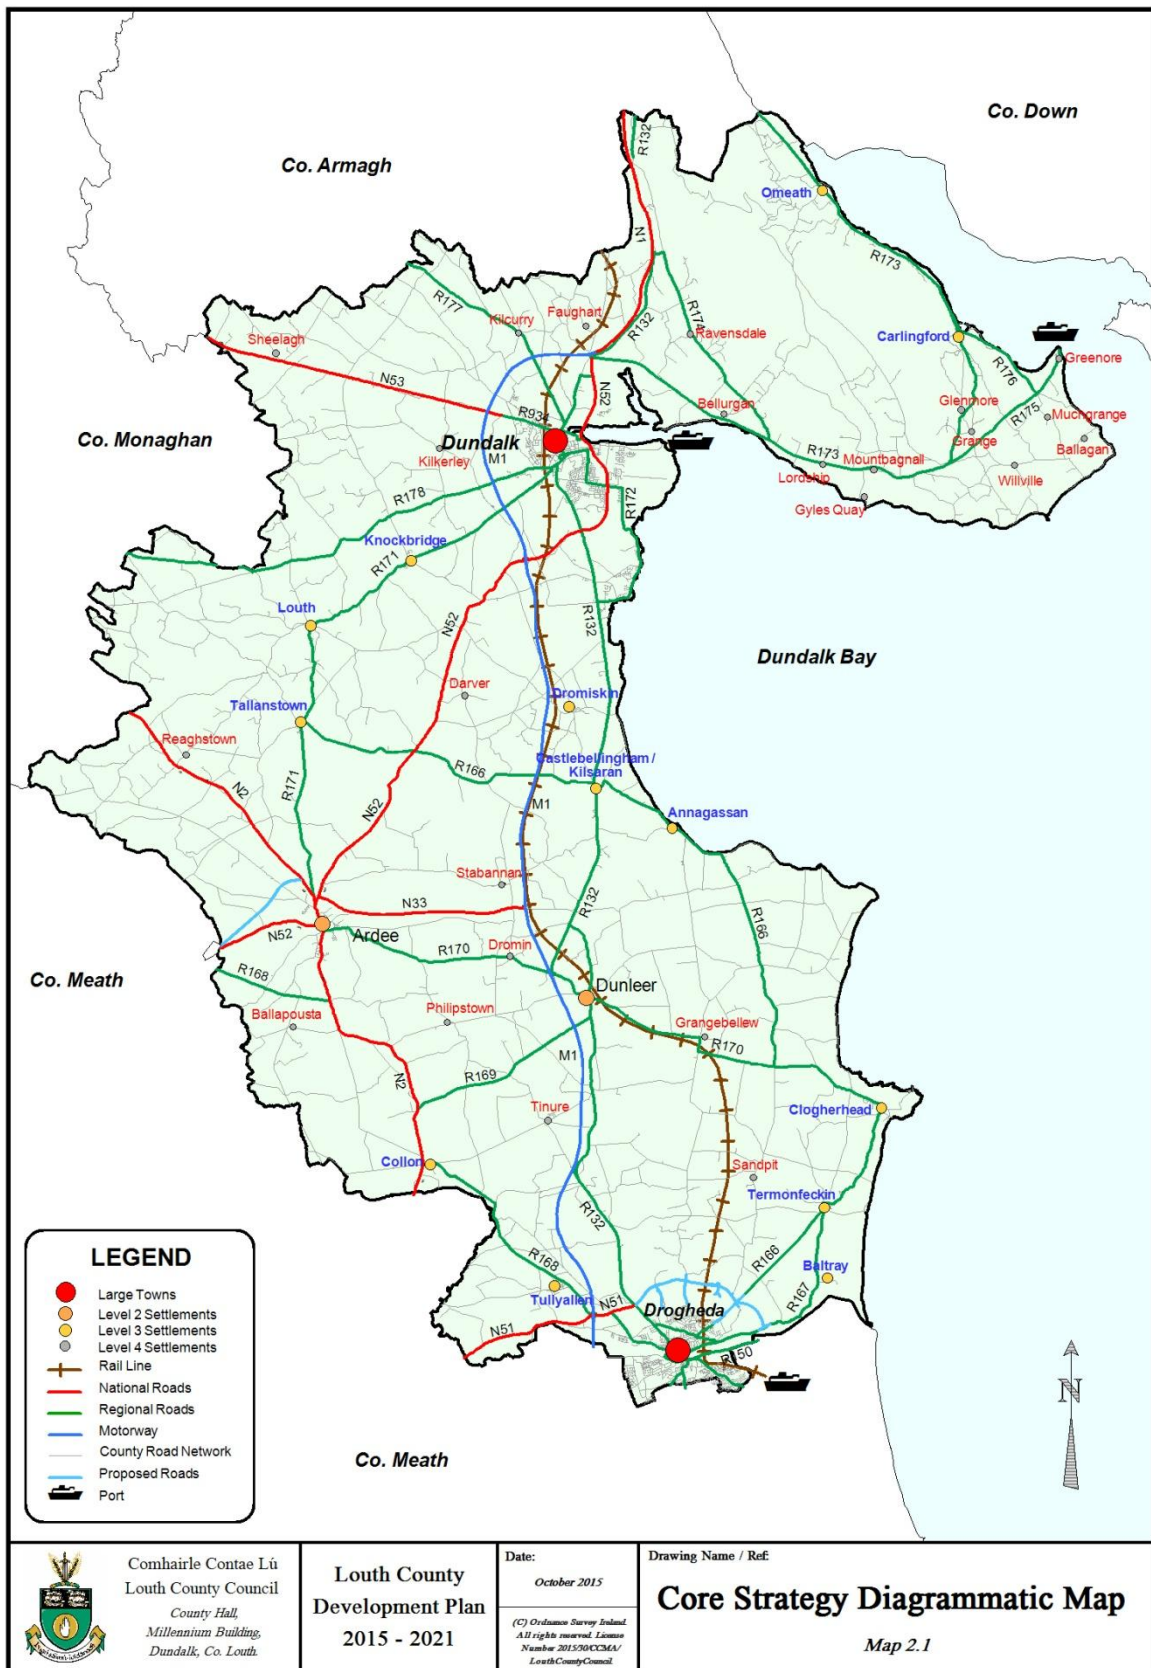 Co. Down
Co. Armagh
R132
Omeath
N1
R173
R177
Faughart
Kilcurry
R132
R174
Ravensdale
Carlingford
Sheelagh
Greenore
R176
N53
N52
Bellurgan
Glenmore
R175
Muchgrange
R934
Co. Monaghan
Dundalk
Grange
Ballagan
Kilkerley
M1
R173
Mountbagnall
Lordship
Willville
R178
R172
Gyles Quay
Knockbridge
R171
Louth
N52
R132
Dundalk Bay
Darver
Dromiskin
Tallanstown
Reaghstown
R166
Castlebellingham /
Kilsaran
N2
R171
N52
M1
Annagassan
Stabannan
N33
R132
R166
N52
Ardee
R170
Dromin
Co. Meath
R168
Dunleer
Ballapousta
Philipstown
Grangebellew
R170
M1
N2
R169
Tinure
Clogherhead
Collon
Sandpit
Termonfeckin
R132
R168
R166
Baltray
Tullyallen
N51
R167
Drogheda
N51
R150
Co. Meath
N
LEGEND
Large Towns
Level 2 Settlements
Level 3 Settlements
Level 4 Settlements
Rail Line
National Roads
Regional Roads
Motorway
County Road Network
Proposed Roads
Port
Comhairle Contae Lú
Louth County Council
County Hall,
Millennium Building,
Dundalk, Co. Louth.
Louth County
Development Plan
2015 - 2021
Date:
October 2015
(C) Ordnance Survey Ireland.
All rights reserved. License
Number 2015/30/CCMA/
LouthCountyCouncil
Drawing Name / Ref:
Core Strategy Diagrammatic Map
Map 2.1